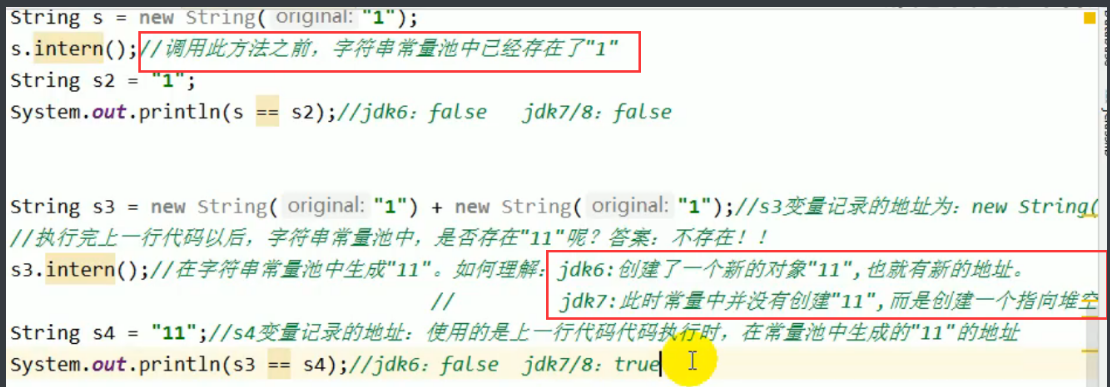 String s = new String( original: "1");
s.intern();//调用此方法之前，字符串常量池中已经存在了"1"
String s2 = "1";
System.out.println(s == s2);//jdk6：false jdk7/8：false
String s3 = new String( original: "1") + new String( original: "1");//s3变量记录的地址为：new String(
//执行完上一行代码以后，字符串常量池中，是否存在"11"呢？答案：不存在！！
s3.intern();//在字符串常量池中生成"11"。如何理解：jdk6:创建了一个新的对象"11",也就有新的地址。
// jdk7:此时常量中并没有创建"11",而是创建一个指向堆空
String s4 = "11";//s4变量记录的地址：使用的是上一行代码代码执行时，在常量池中生成的"11"的地址
System.out.println(s3 == s4);//jdk6：false jdk7/8：true